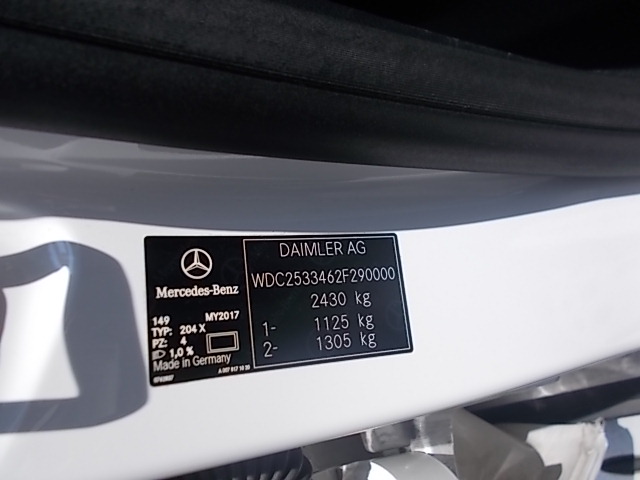 Mercedes-Benz
149 MY2017
TYP: 204 X
PZ: 4
1,0%
Made in Germany
DAIMLER AG
WDC2533462F290000
2430 kg
1- 1125 kg
2- 1305 kg